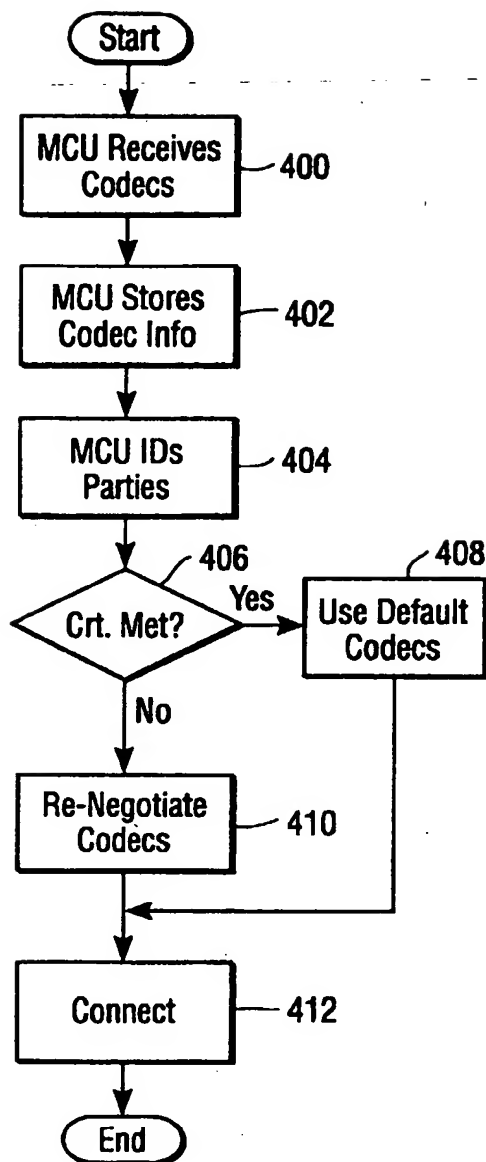 Start
MCU Receives
Codecs
400
MCU Stores
Codec Info
402
MCU IDs
Parties
404
406
Crt. Met?
Yes
408
Use Default
Codecs
No
Re-Negotiate
Codecs
410
Connect
412
End